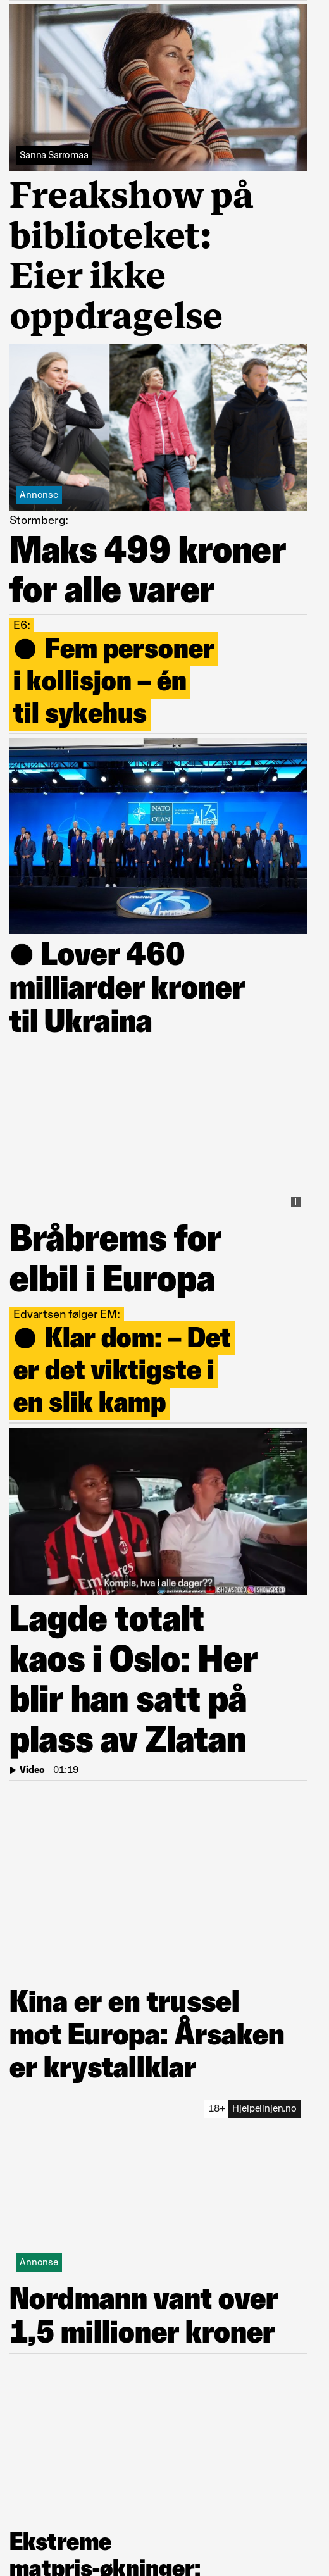 Sanna Sarromaa
Freakshow på
biblioteket:
Eier ikke
oppdragelse
Annonse
Stormberg:
Maks 499 kroner
for alle varer
E6:
● Fem personer
i kollisjon – én
til sykehus
NATO
OTAN
75
75
● Lover 460
milliarder kroner
til Ukraina
Bråbrems for
elbil i Europa
Edvartsen følger EM:
● Klar dom: – Det
er det viktigste i
en slik kamp
Kompis, hva i alle dager??
ISHOWSPEED ISHOWSPEED
Lagde totalt
kaos i Oslo: Her
blir han satt på
plass av Zlatan
Video | 01:19
Kina er en trussel
mot Europa: Årsaken
er krystallklar
18+ Hjelpelinjen.no
Annonse
Nordmann vant over
1,5 millioner kroner
Ekstreme
matpris-økninger: